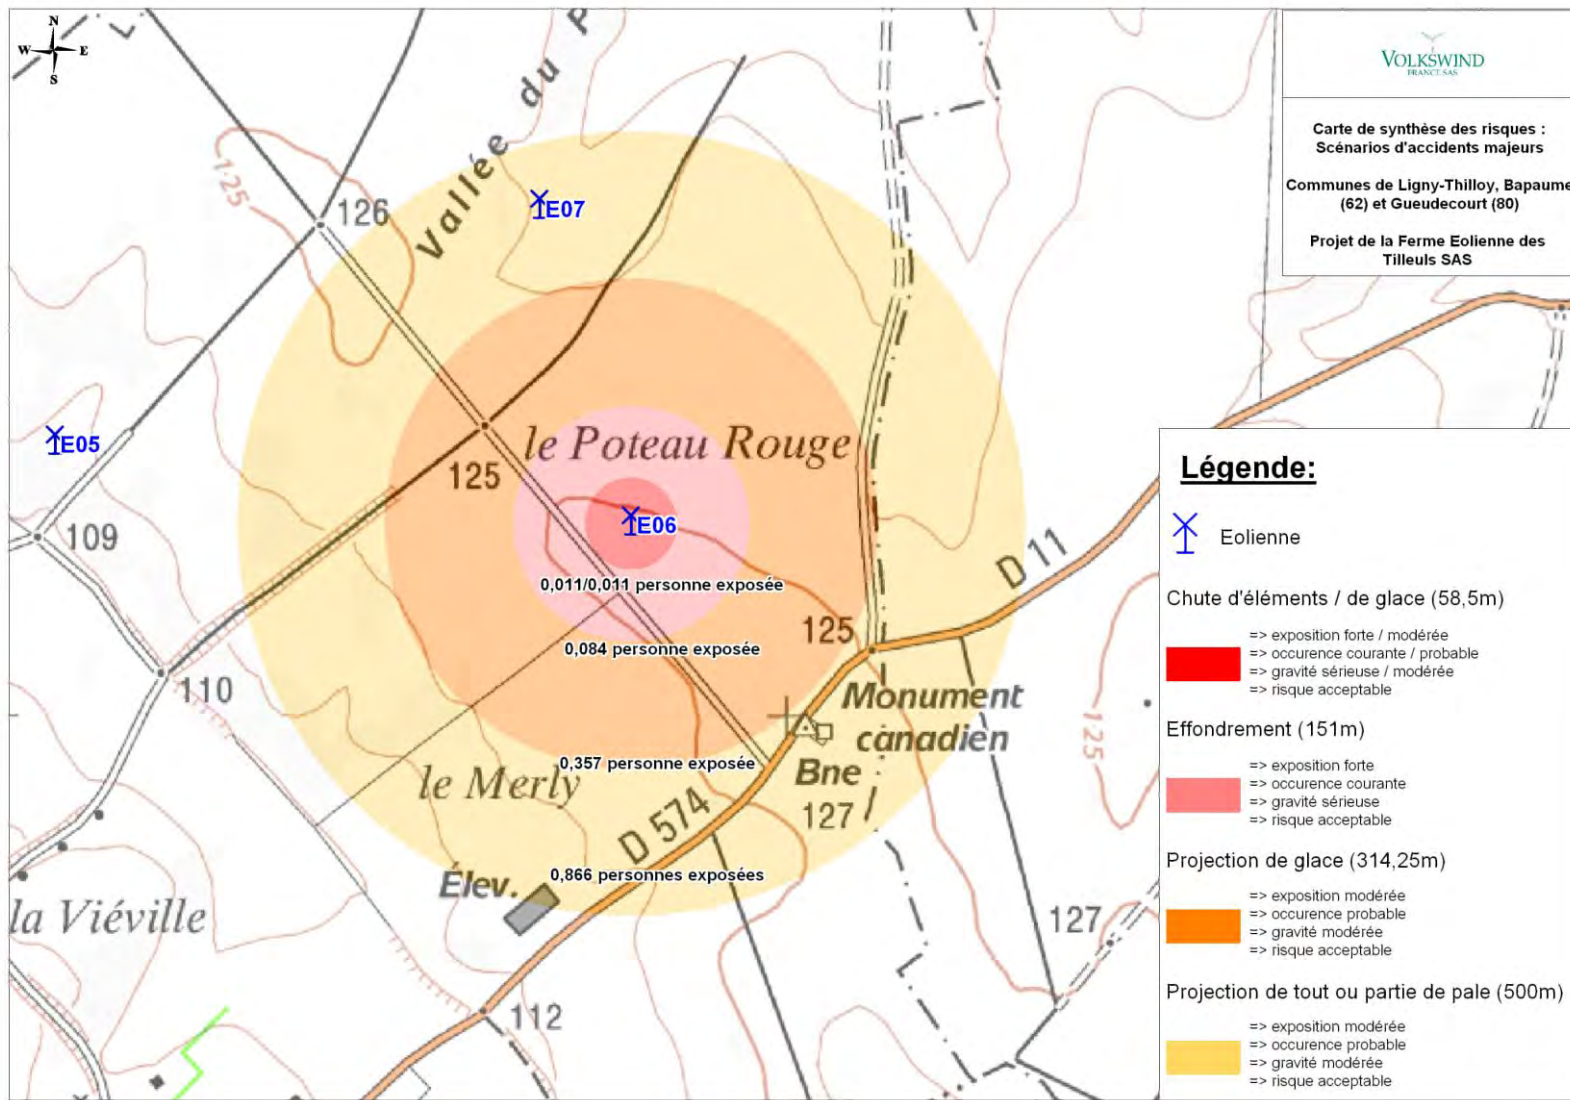 N
W E
S
L
Vallée du P
126
1·25
E07
VOLKSWIND
FRANCE SAS
Carte de synthèse des risques :
Scénarios d'accidents majeurs
Communes de Ligny-Thilloy, Bapaume
(62) et Gueudecourt (80)
Projet de la Ferme Eolienne des
Tilleuls SAS
E05
le Poteau Rouge
125
E06
109
D 11
0,011/0,011 personne exposée
125
0,084 personne exposée
110
Monument
canadien
1·25
0,357 personne exposée
Bne
le Merly
127
D 574
0,866 personnes exposées
Élev.
la Viéville
127
112
Légende:
Eolienne
Chute d'éléments / de glace (58,5m)
=> exposition forte / modérée
=> occurence courante / probable
=> gravité sérieuse / modérée
=> risque acceptable
Effondrement (151m)
=> exposition forte
=> occurence courante
=> gravité sérieuse
=> risque acceptable
Projection de glace (314,25m)
=> exposition modérée
=> occurence probable
=> gravité modérée
=> risque acceptable
Projection de tout ou partie de pale (500m)
=> exposition modérée
=> occurence probable
=> gravité modérée
=> risque acceptable